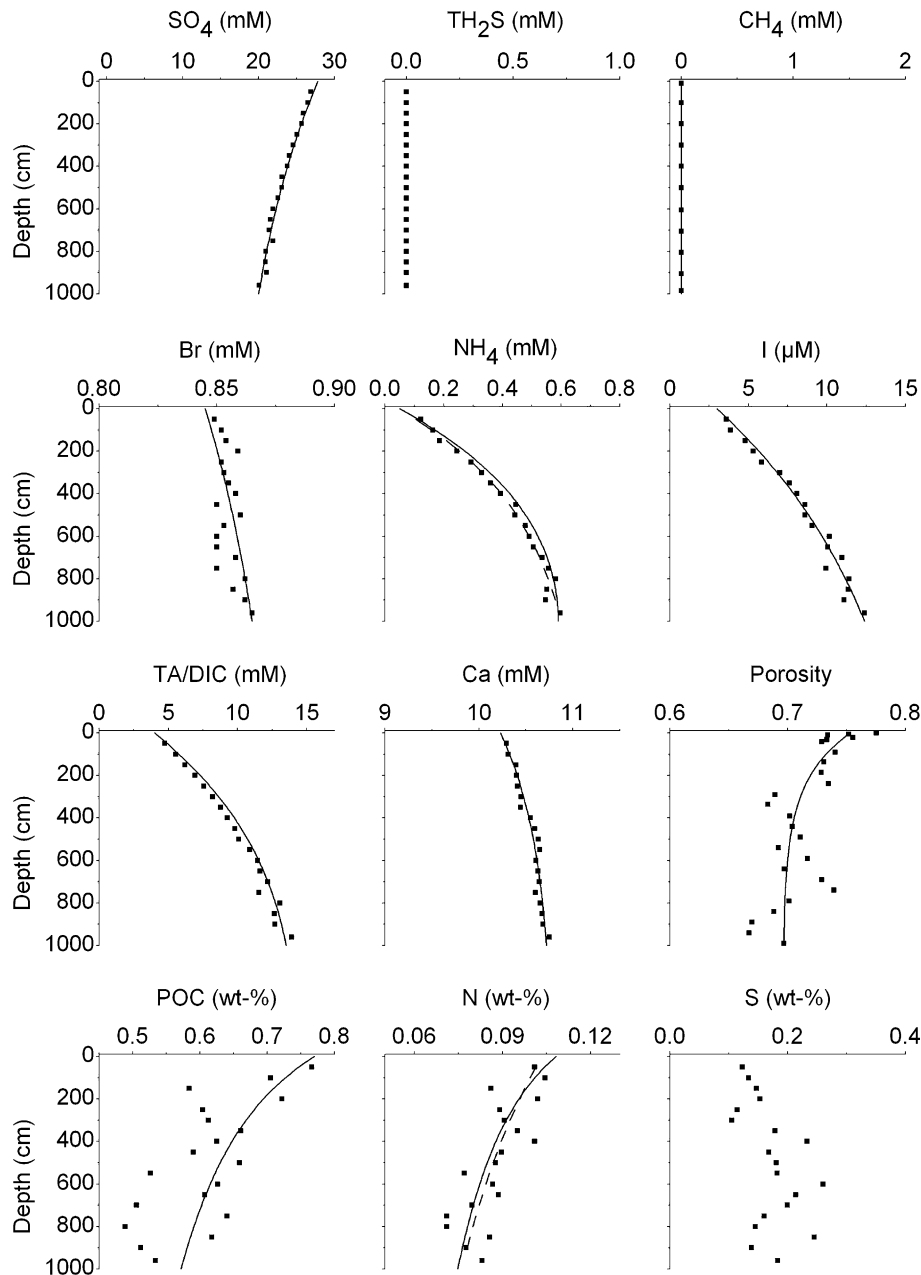 SO4 (mM) TH2S (mM) CH4 (mM)
0 10 20 30 0.0 0.5 1.0 0 1 2
0
200
400
600
800
1000
Depth (cm)
Br (mM) NH4 (mM) I (µM)
0.80 0.85 0.90 0.0 0.2 0.4 0.6 0.8 0 5 10 15
0
200
400
600
800
1000
Depth (cm)
TA/DIC (mM) Ca (mM) Porosity
0 5 10 15 9 10 11 0.6 0.7 0.8
0
200
400
600
800
1000
Depth (cm)
POC (wt-%) N (wt-%) S (wt-%)
0.5 0.6 0.7 0.8 0.06 0.09 0.12 0.0 0.2 0.4
0
200
400
600
800
1000
Depth (cm)